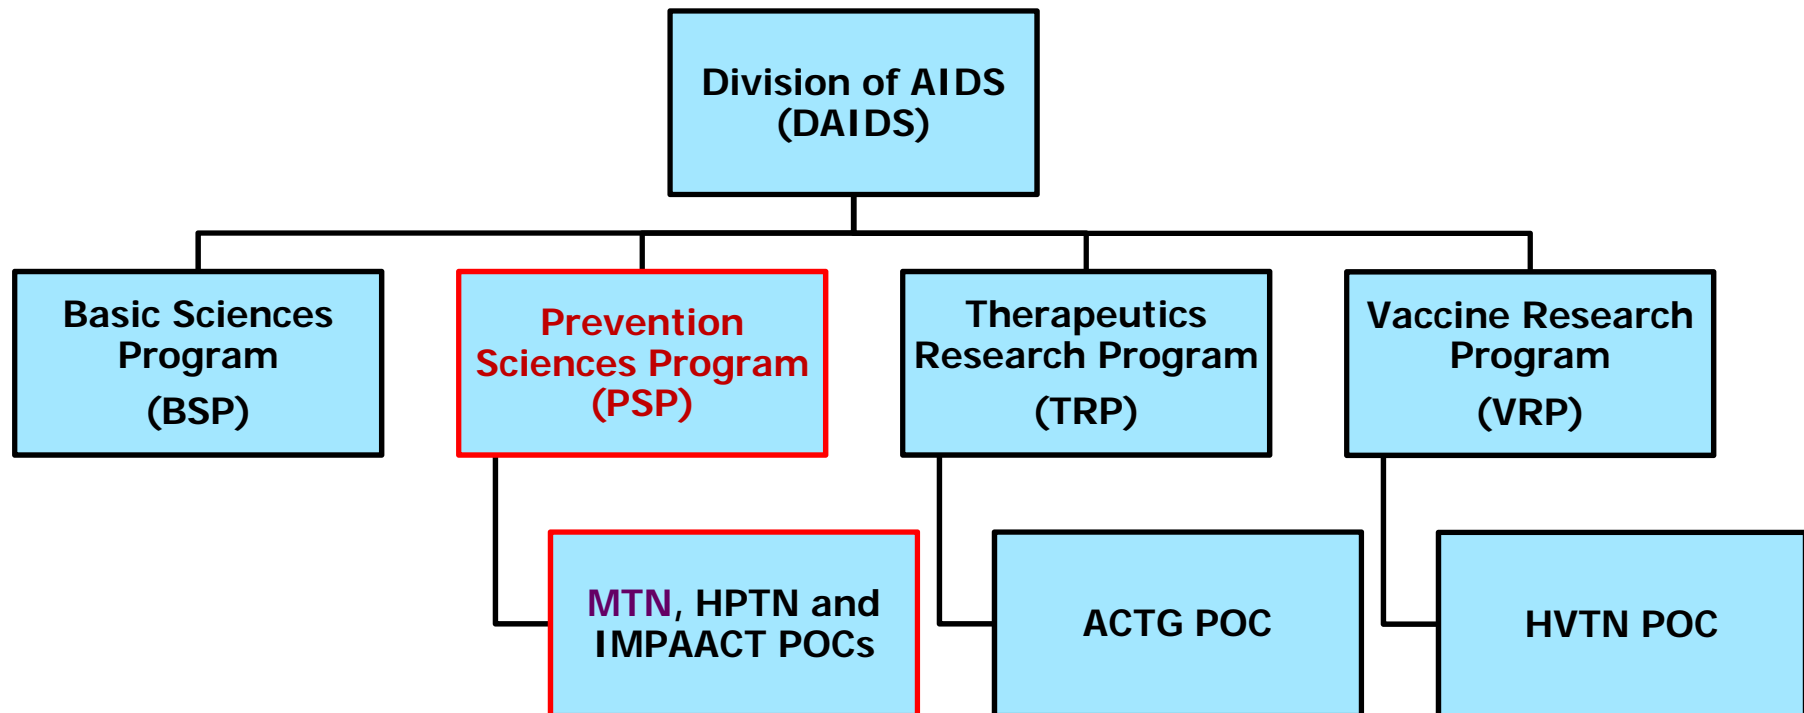 Division of AIDS
(DAIDS)
Basic Sciences
Program
(BSP)
Prevention
Sciences Program
(PSP)
Therapeutics
Research Program
(TRP)
Vaccine Research
Program
(VRP)
MTN, HPTN and
IMPAACT POCs
ACTG POC
HVTN POC